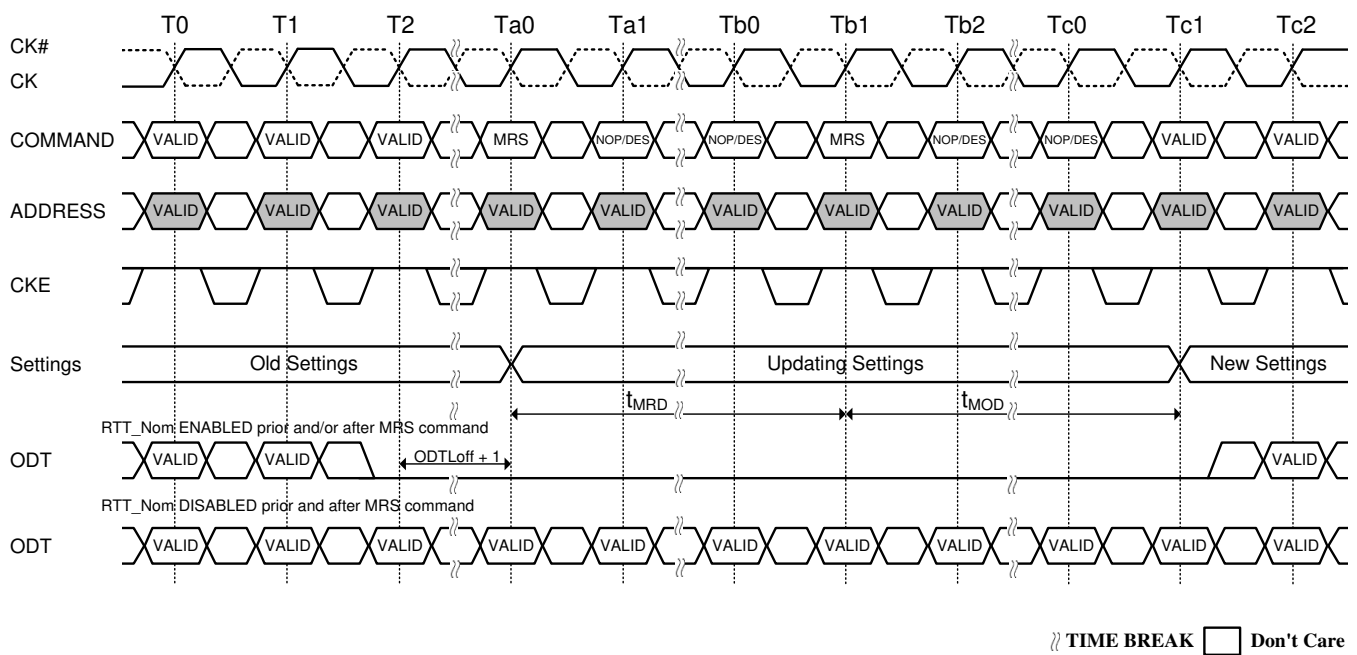 T0 T1 T2 Ta0 Ta1 Tb0 Tb1 Tb2 Tc0 Tc1 Tc2
CK#
CK
COMMAND VALID VALID VALID MRS NOP/DES NOP/DES MRS NOP/DES NOP/DES VALID VALID
ADDRESS VALID VALID VALID VALID VALID VALID VALID VALID VALID VALID VALID
CKE
Settings Old Settings Updating Settings New Settings
tMRD tMOD
RTT_Nom ENABLED prior and/or after MRS command
ODT VALID VALID ODTLoff + 1 VALID
RTT_Nom DISABLED prior and after MRS command
ODT VALID VALID VALID VALID VALID VALID VALID VALID VALID VALID VALID
TIME BREAK Don't Care